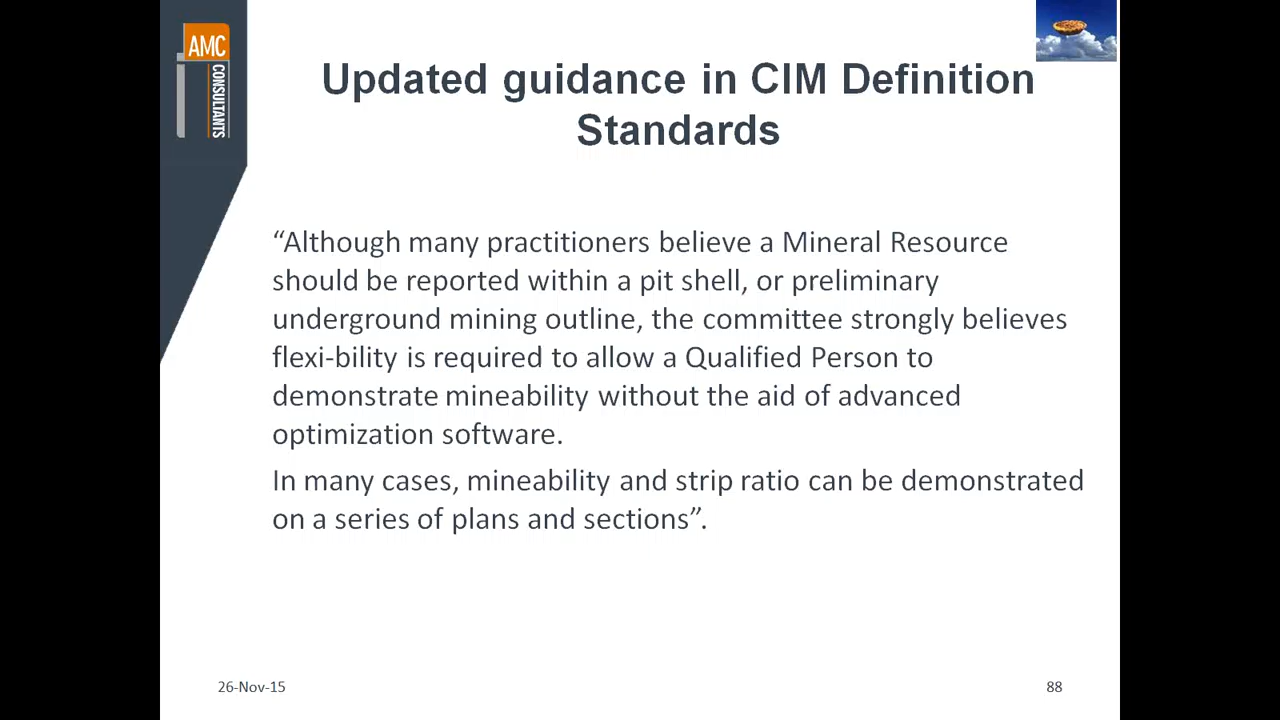 AMC
CONSULTANTS
Updated guidance in CIM Definition
Standards
“Although many practitioners believe a Mineral Resource
should be reported within a pit shell, or preliminary
underground mining outline, the committee strongly believes
flexi-bility is required to allow a Qualified Person to
demonstrate mineability without the aid of advanced
optimization software.
In many cases, mineability and strip ratio can be demonstrated
on a series of plans and sections”.
26-Nov-15
88